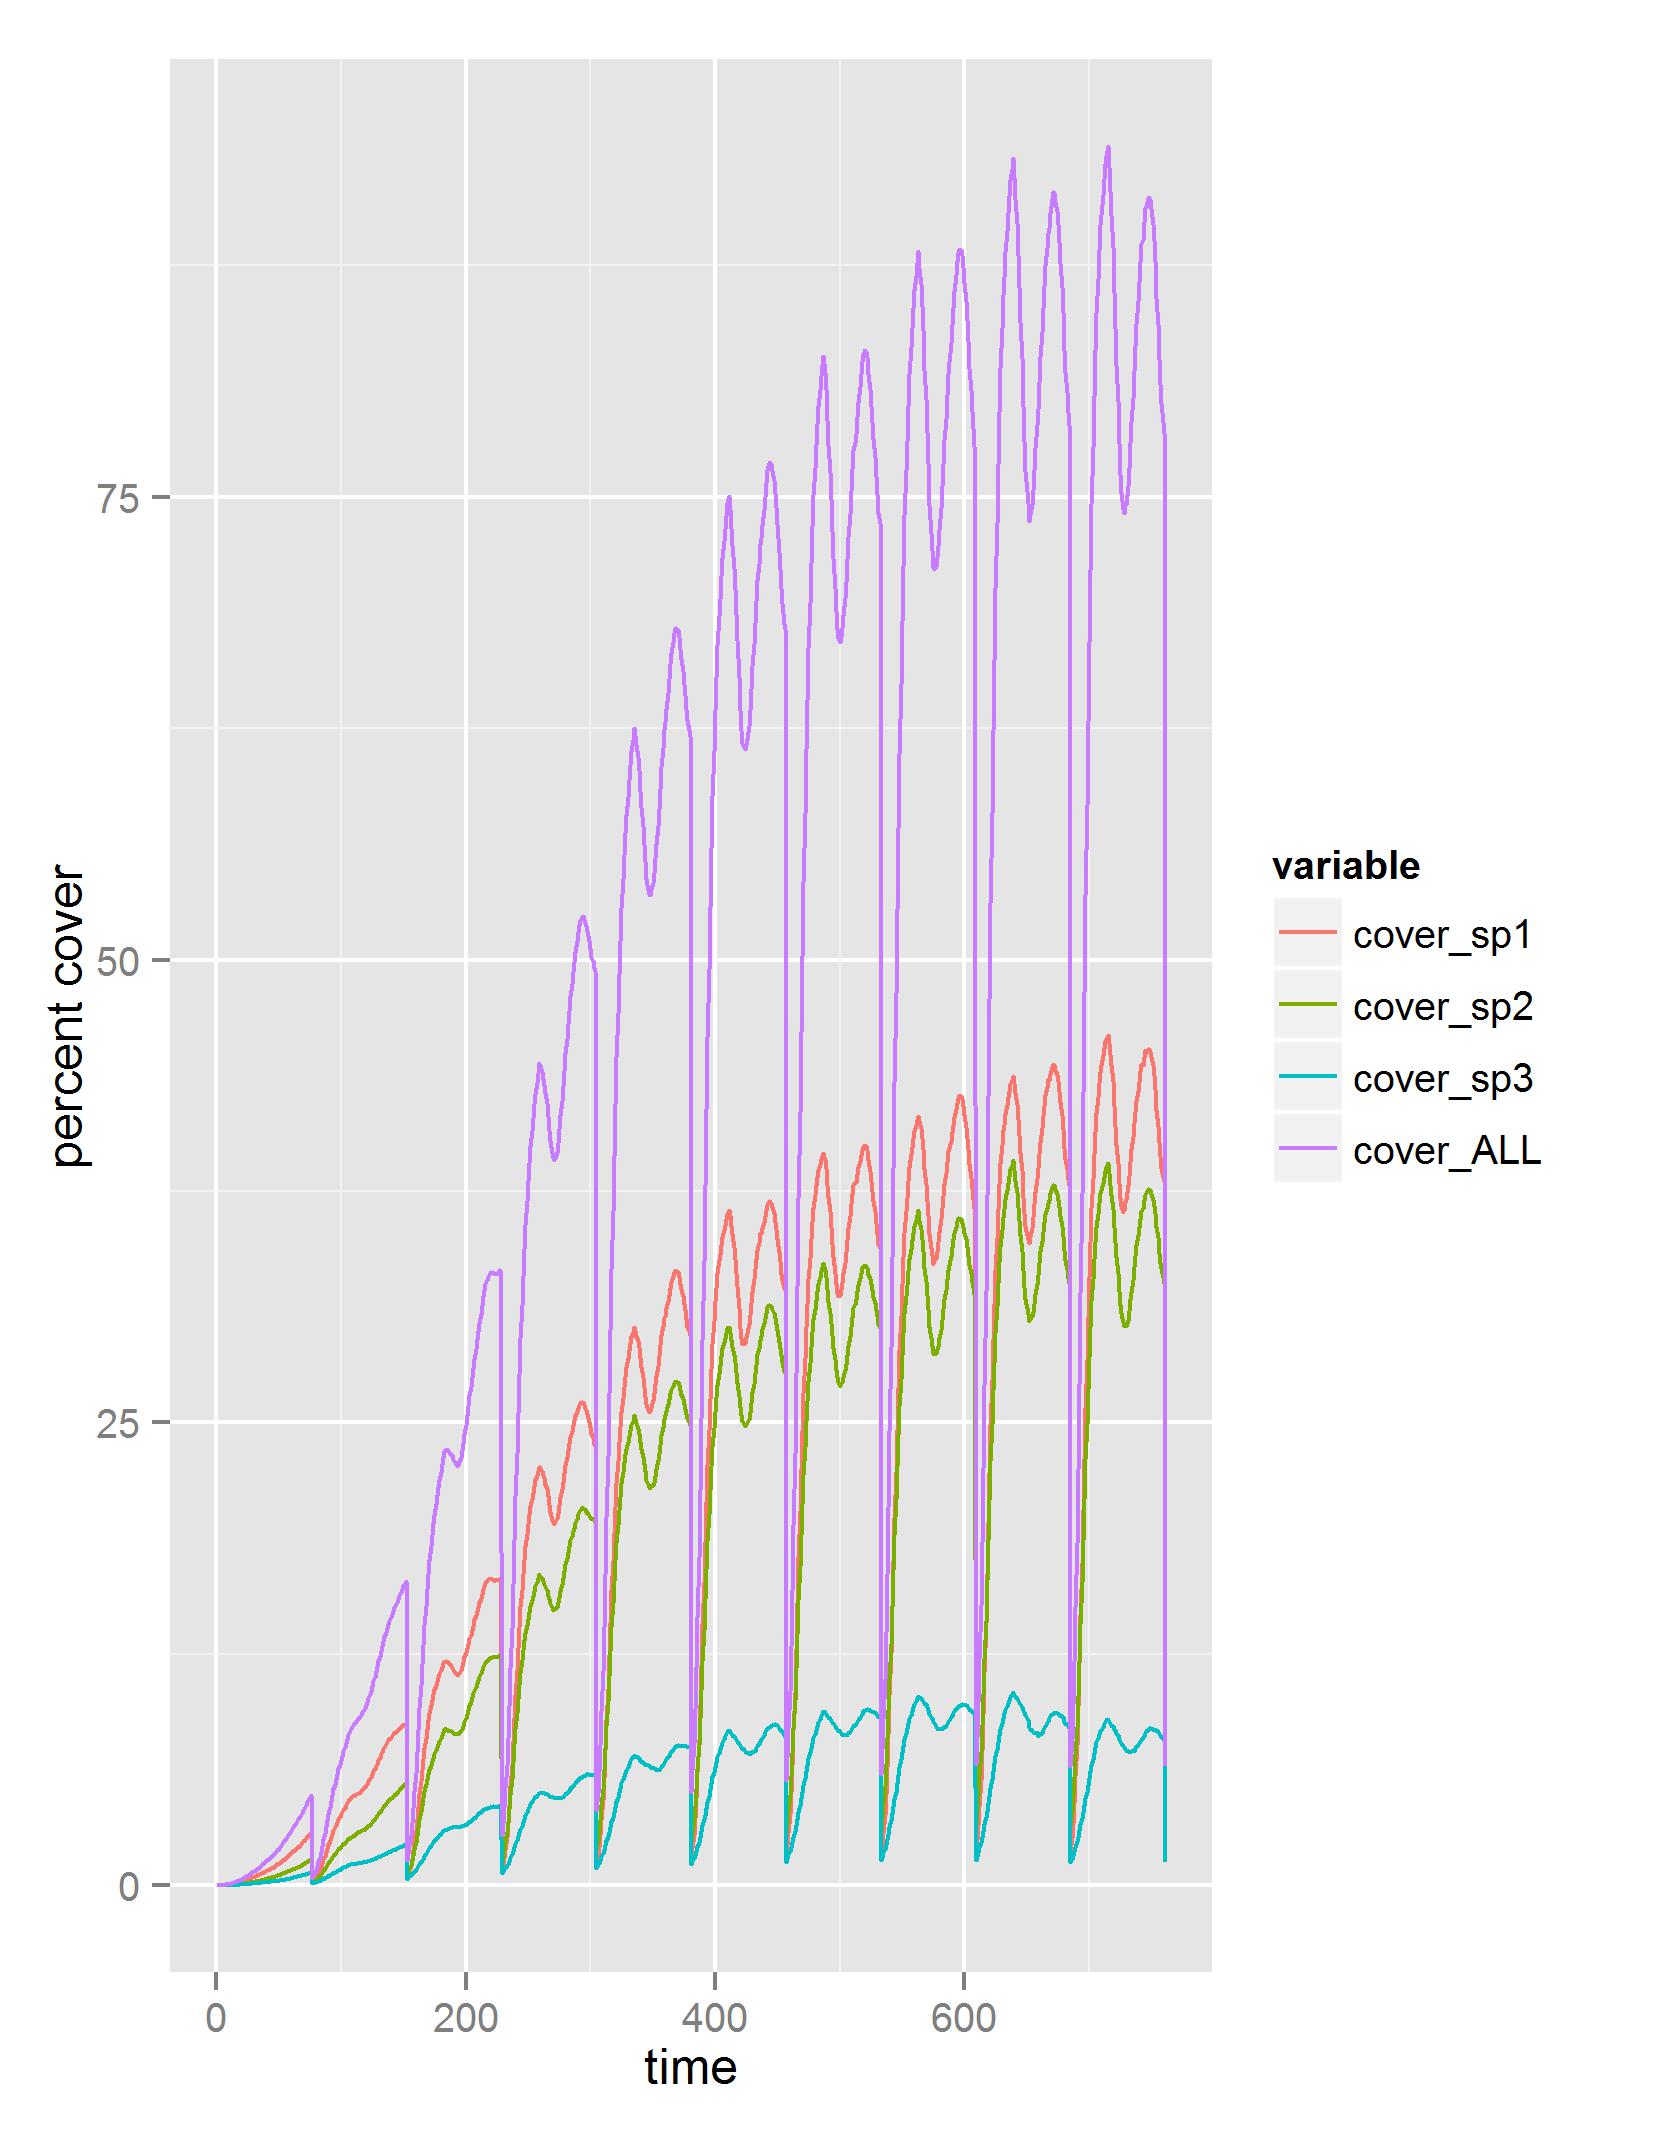 percent cover
75
50
25
0
0 200 400 600
time
variable
cover_sp1
cover_sp2
cover_sp3
cover_ALL